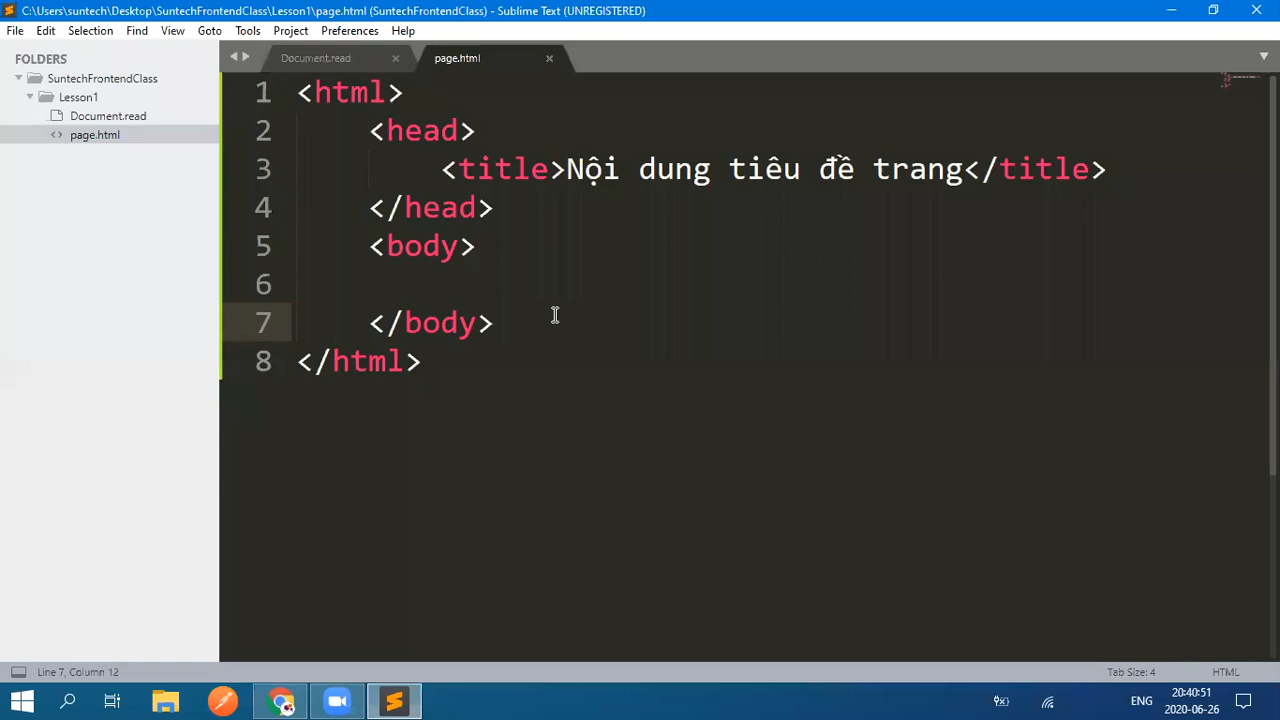 C:\Users\suntech\Desktop\SuntechFrontendClass\Lesson1\page.html (SuntechFrontendClass) - Sublime Text (UNREGISTERED)
File Edit Selection Find View Goto Tools Project Preferences Help
FOLDERS
SuntechFrontendClass
Lesson1
Document.read
page.html
Document.read page.html
1 <html>
2 <head>
3 <title>Nội dung tiêu đề trang</title>
4 </head>
5 <body>
6
7 </body>
8 </html>
Line 7, Column 12 Tab Size: 4 HTML
ENG
20:40:51
2020-06-26